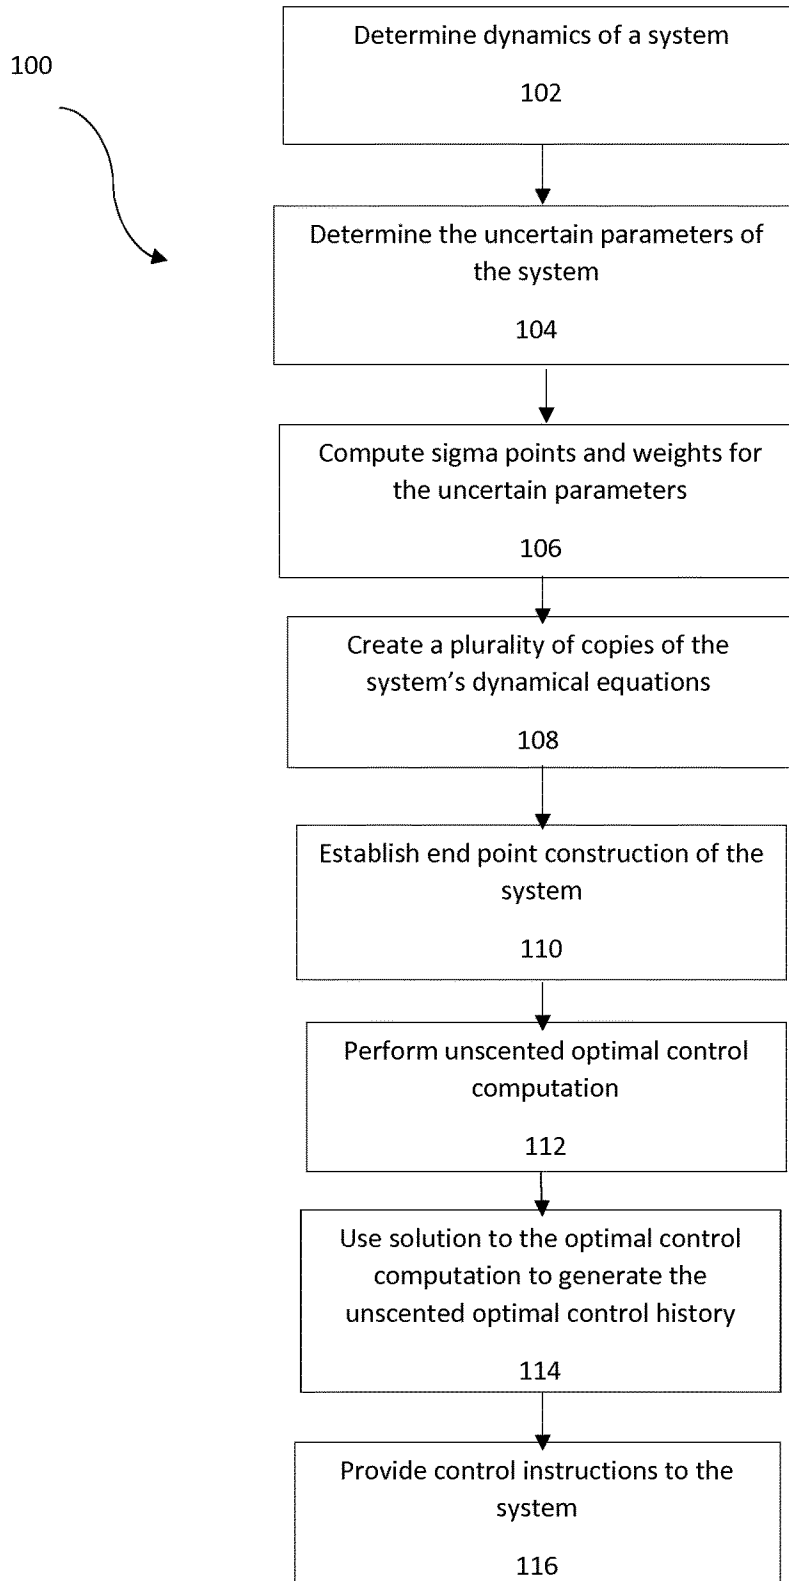 100
Determine dynamics of a system
102
Determine the uncertain parameters of
the system
104
Compute sigma points and weights for
the uncertain parameters
106
Create a plurality of copies of the
system's dynamical equations
108
Establish end point construction of the
system
110
Perform unscented optimal control
computation
112
Use solution to the optimal control
computation to generate the
unscented optimal control history
114
Provide control instructions to the
system
116